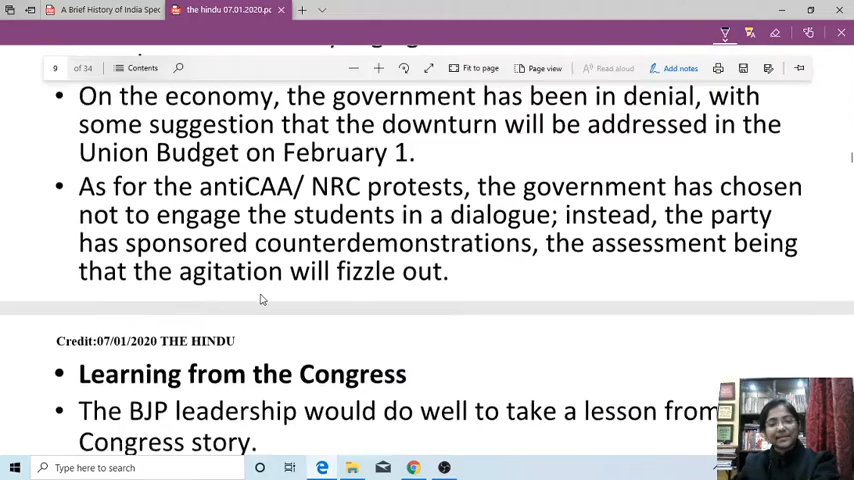 A Brief History of India Spec
the hindu 07.01.2020.pc
9 of 34 Contents Fit to page Page view Read aloud Add notes
• On the economy, the government has been in denial, with
some suggestion that the downturn will be addressed in the
Union Budget on February 1.
• As for the antiCAA/ NRC protests, the government has chosen
not to engage the students in a dialogue; instead, the party
has sponsored counterdemonstrations, the assessment being
that the agitation will fizzle out.
Credit:07/01/2020 THE HINDU
• Learning from the Congress
• The BJP leadership would do well to take a lesson from
Congress story.
Type here to search